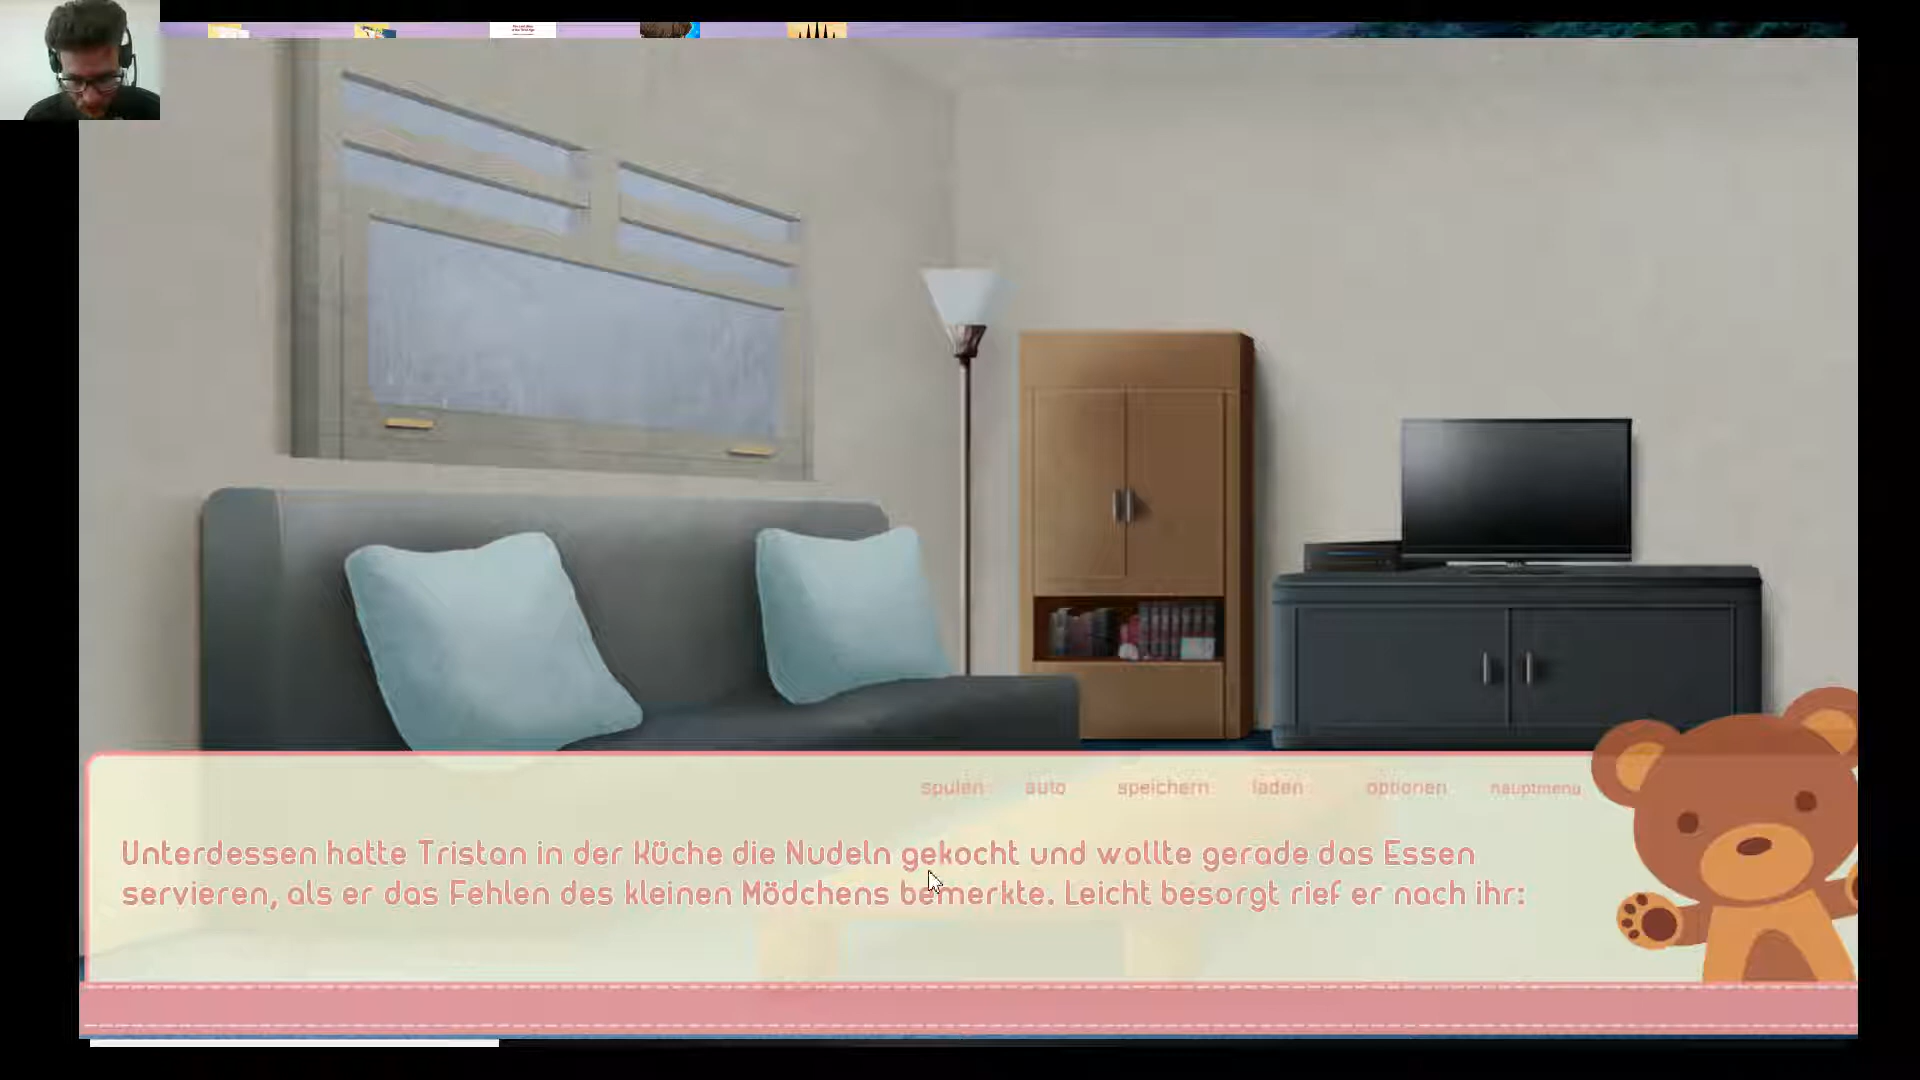 spulen auto speichern laden optionen hauptmenu
Unterdessen hatte Tristan in der Küche die Nudeln gekocht und wollte gerade das Essen
servieren, als er das Fehlen des kleinen Mädchens bemerkte. Leicht besorgt rief er nach ihr: